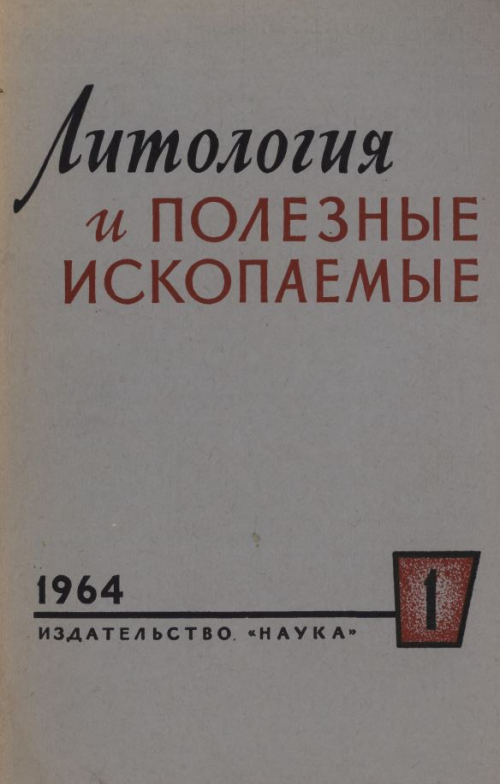 Литология
и ПОЛЕЗНЫЕ
ИСКОПАЕМЫЕ
1964
1
ИЗДАТЕЛЬСТВО «НАУКА»